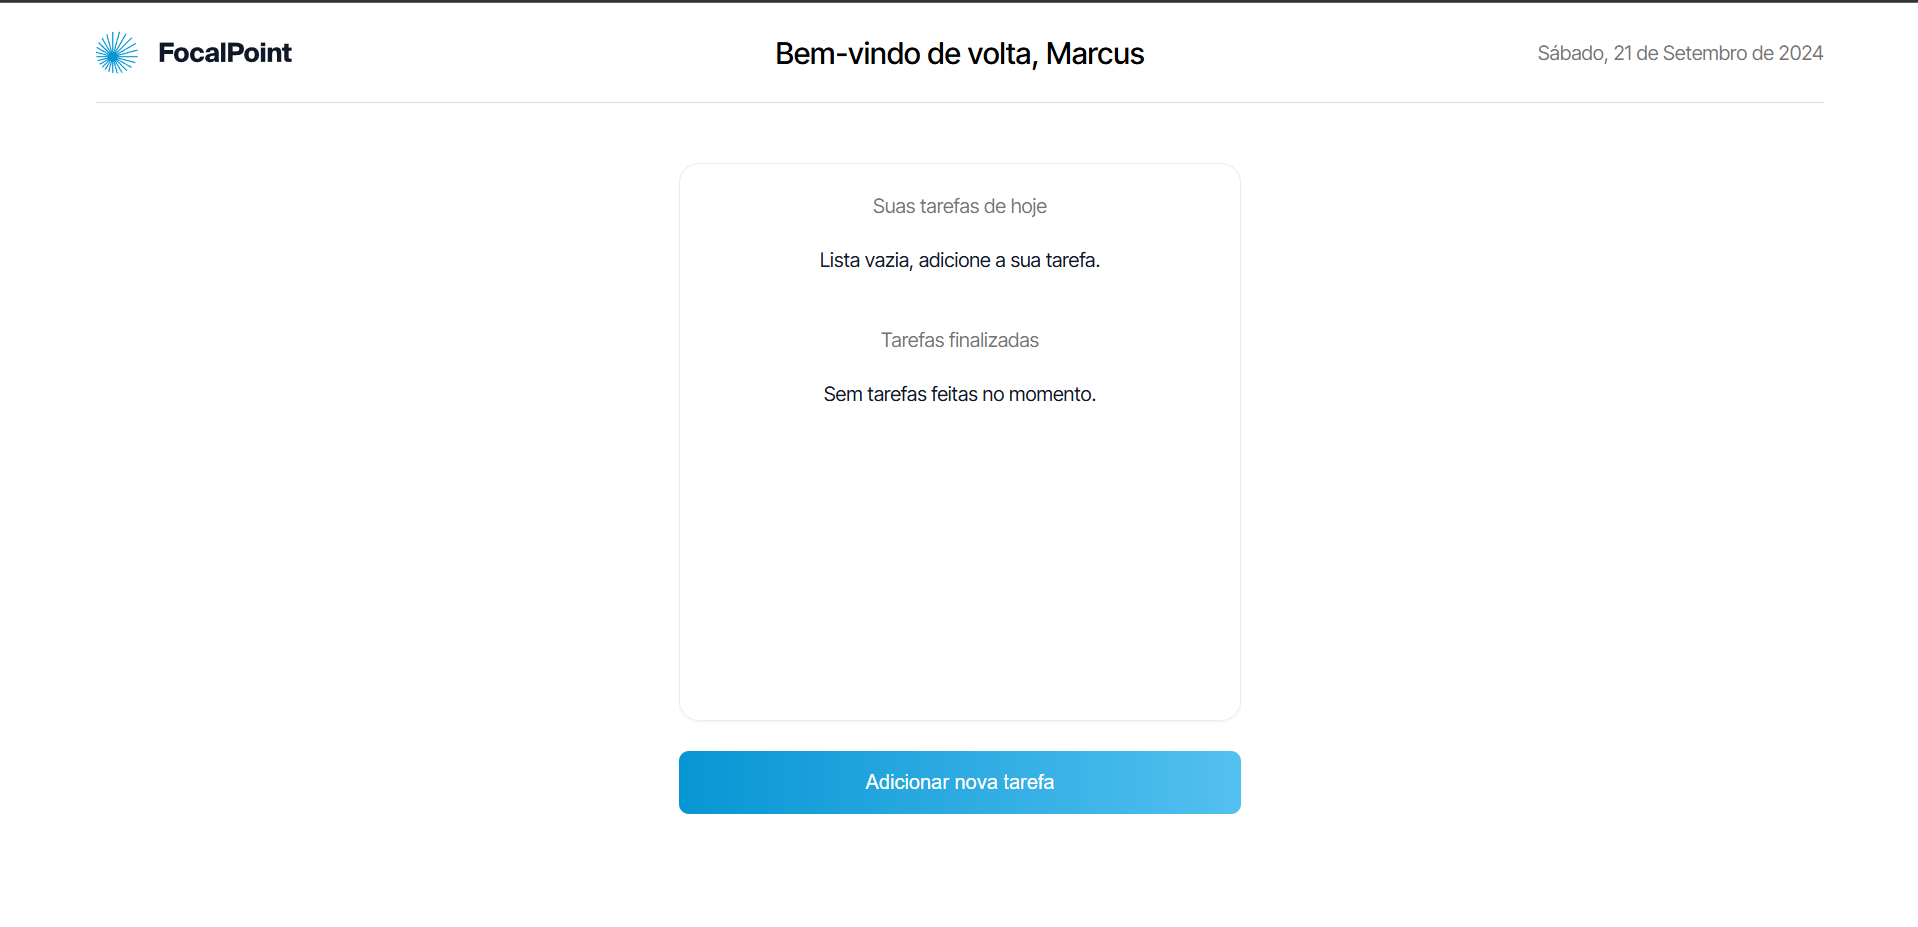 FocalPoint
Bem-vindo de volta, Marcus
Sábado, 21 de Setembro de 2024
Suas tarefas de hoje
Lista vazia, adicione a sua tarefa.
Tarefas finalizadas
Sem tarefas feitas no momento.
Adicionar nova tarefa